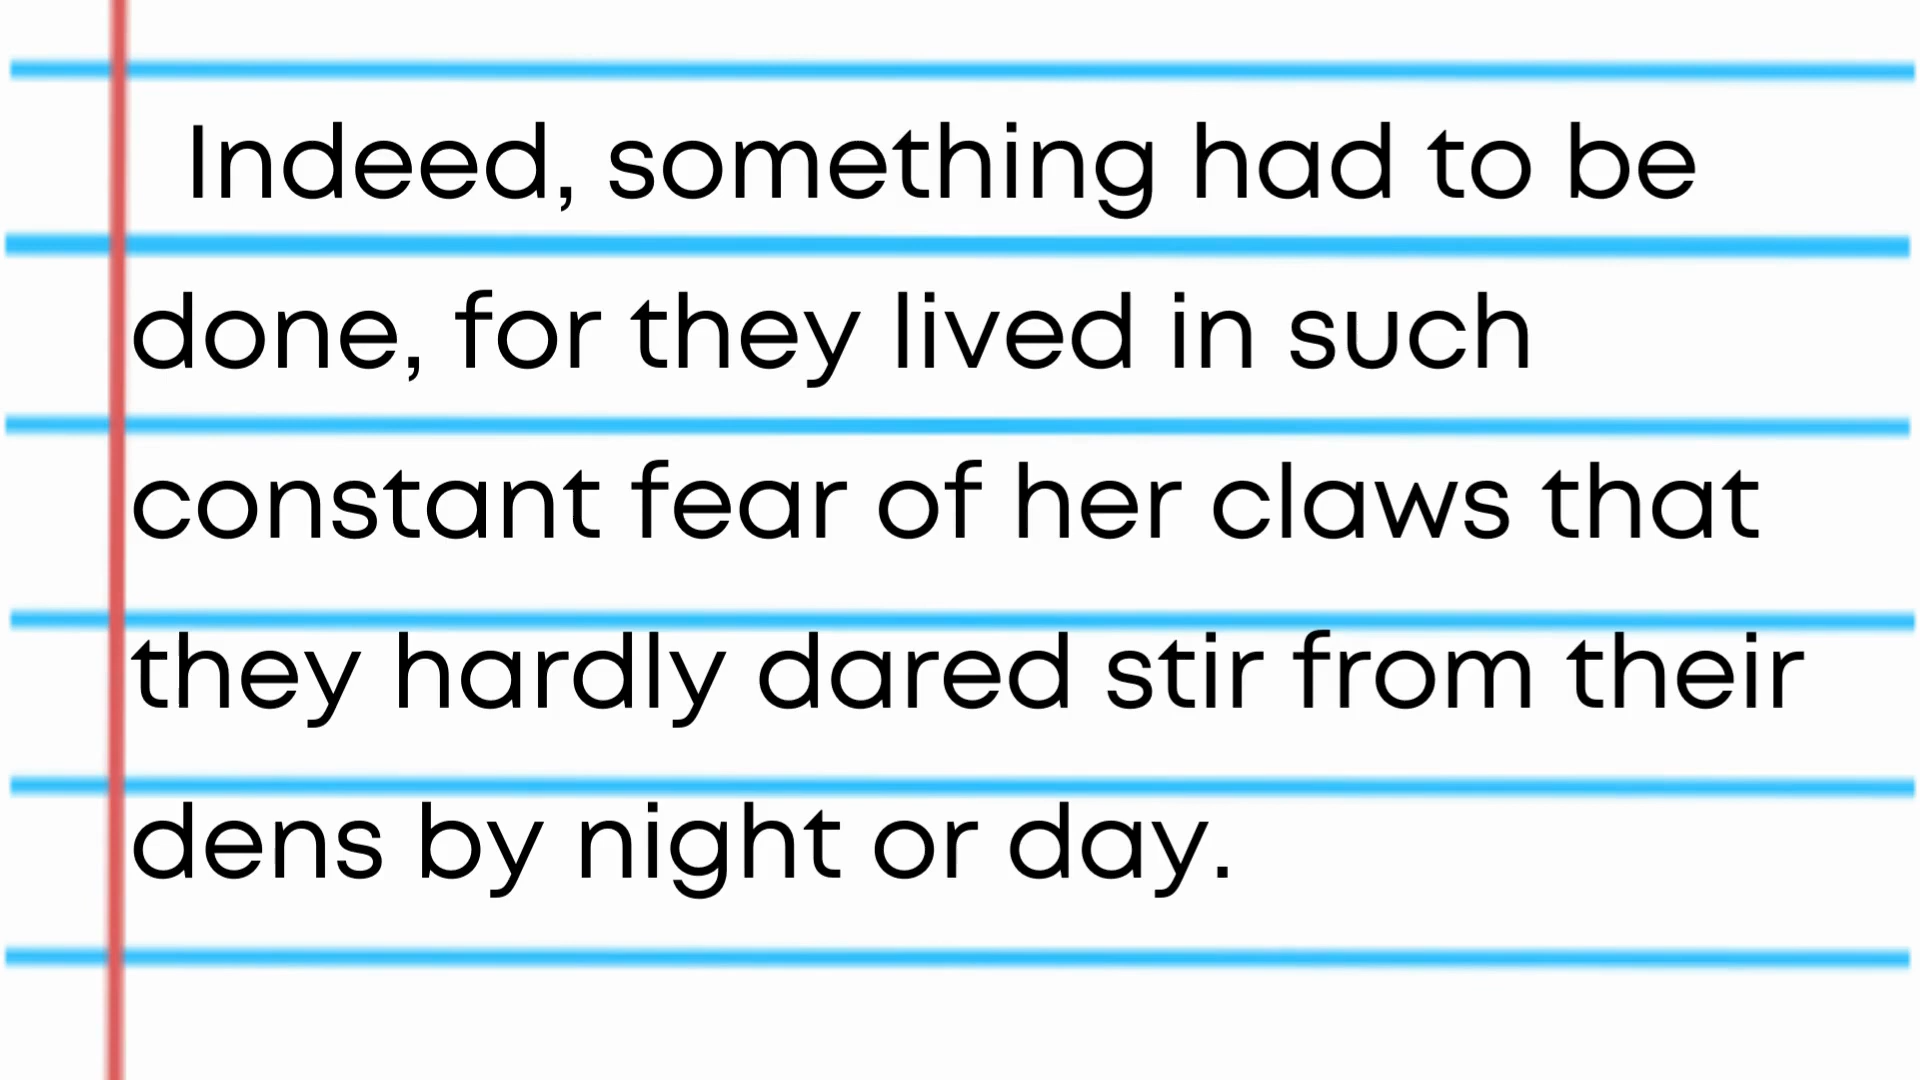 Indeed, something had to be
done, for they lived in such
constant fear of her claws that
they hardly dared stir from their
dens by night or day.